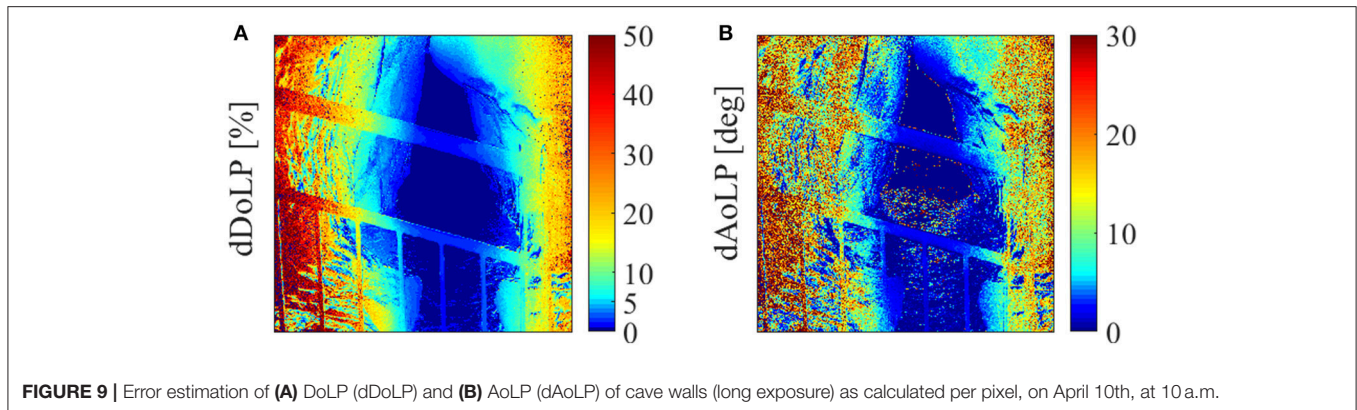 A
dDoLP [%]
50
40
30
20
10
5
0
B
dAoLP [deg]
30
20
10
0
FIGURE 9 | Error estimation of (A) DoLP (dDoLP) and (B) AoLP (dAoLP) of cave walls (long exposure) as calculated per pixel, on April 10th, at 10 a.m.